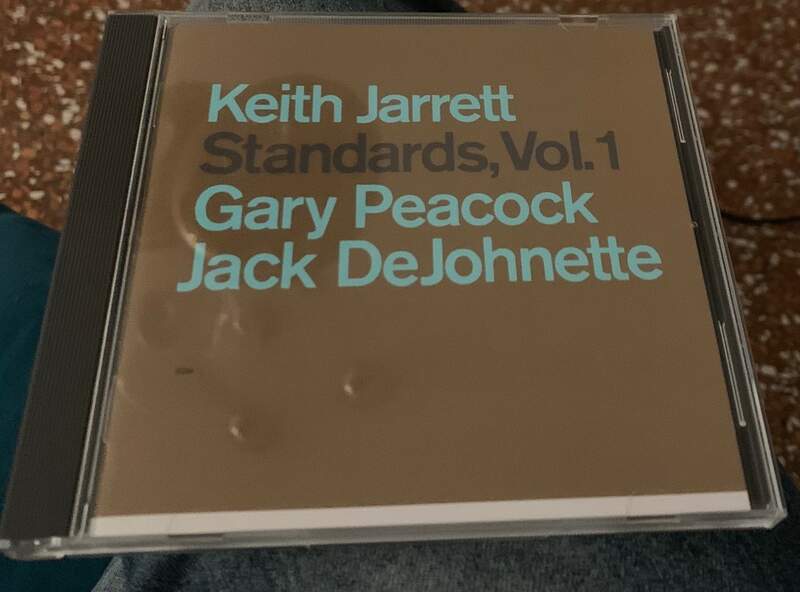 Keith Jarrett
Standards, Vol. 1
Gary Peacock
Jack DeJohnette